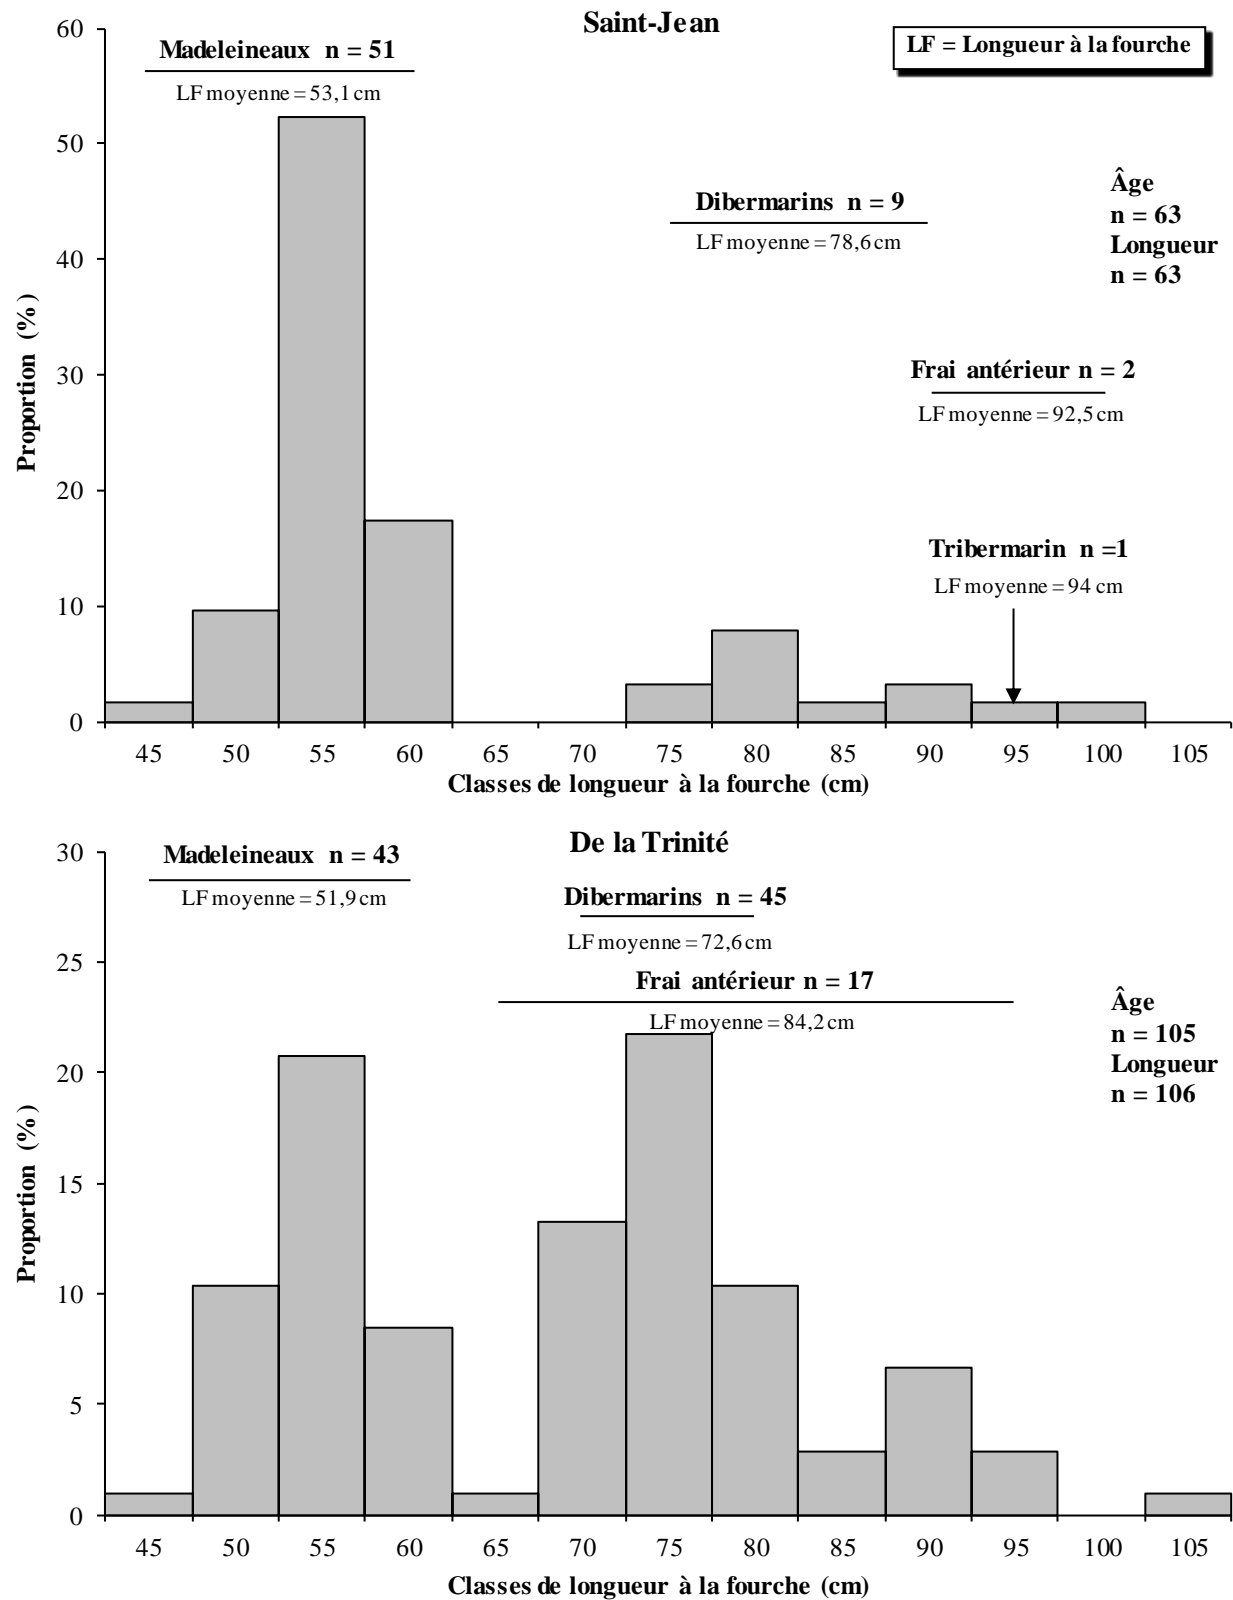 Saint-Jean
LF = Longueur à la fourche
Madeleineaux n = 51
LF moyenne = 53,1 cm
Dibermarins n = 9
LF moyenne = 78,6 cm
Âge
n = 63
Longueur
n = 63
Frai antérieur n = 2
LF moyenne = 92,5 cm
Tribermarin n =1
LF moyenne = 94 cm
Proportion (%)
60
50
40
30
20
10
0
45 50 55 60 65 70 75 80 85 90 95 100 105
Classes de longueur à la fourche (cm)
De la Trinité
Madeleineaux n = 43
LF moyenne = 51,9 cm
Dibermarins n = 45
LF moyenne = 72,6 cm
Frai antérieur n = 17
LF moyenne = 84,2 cm
Âge
n = 105
Longueur
n = 106
Proportion (%)
30
25
20
15
10
5
0
45 50 55 60 65 70 75 80 85 90 95 100 105
Classes de longueur à la fourche (cm)